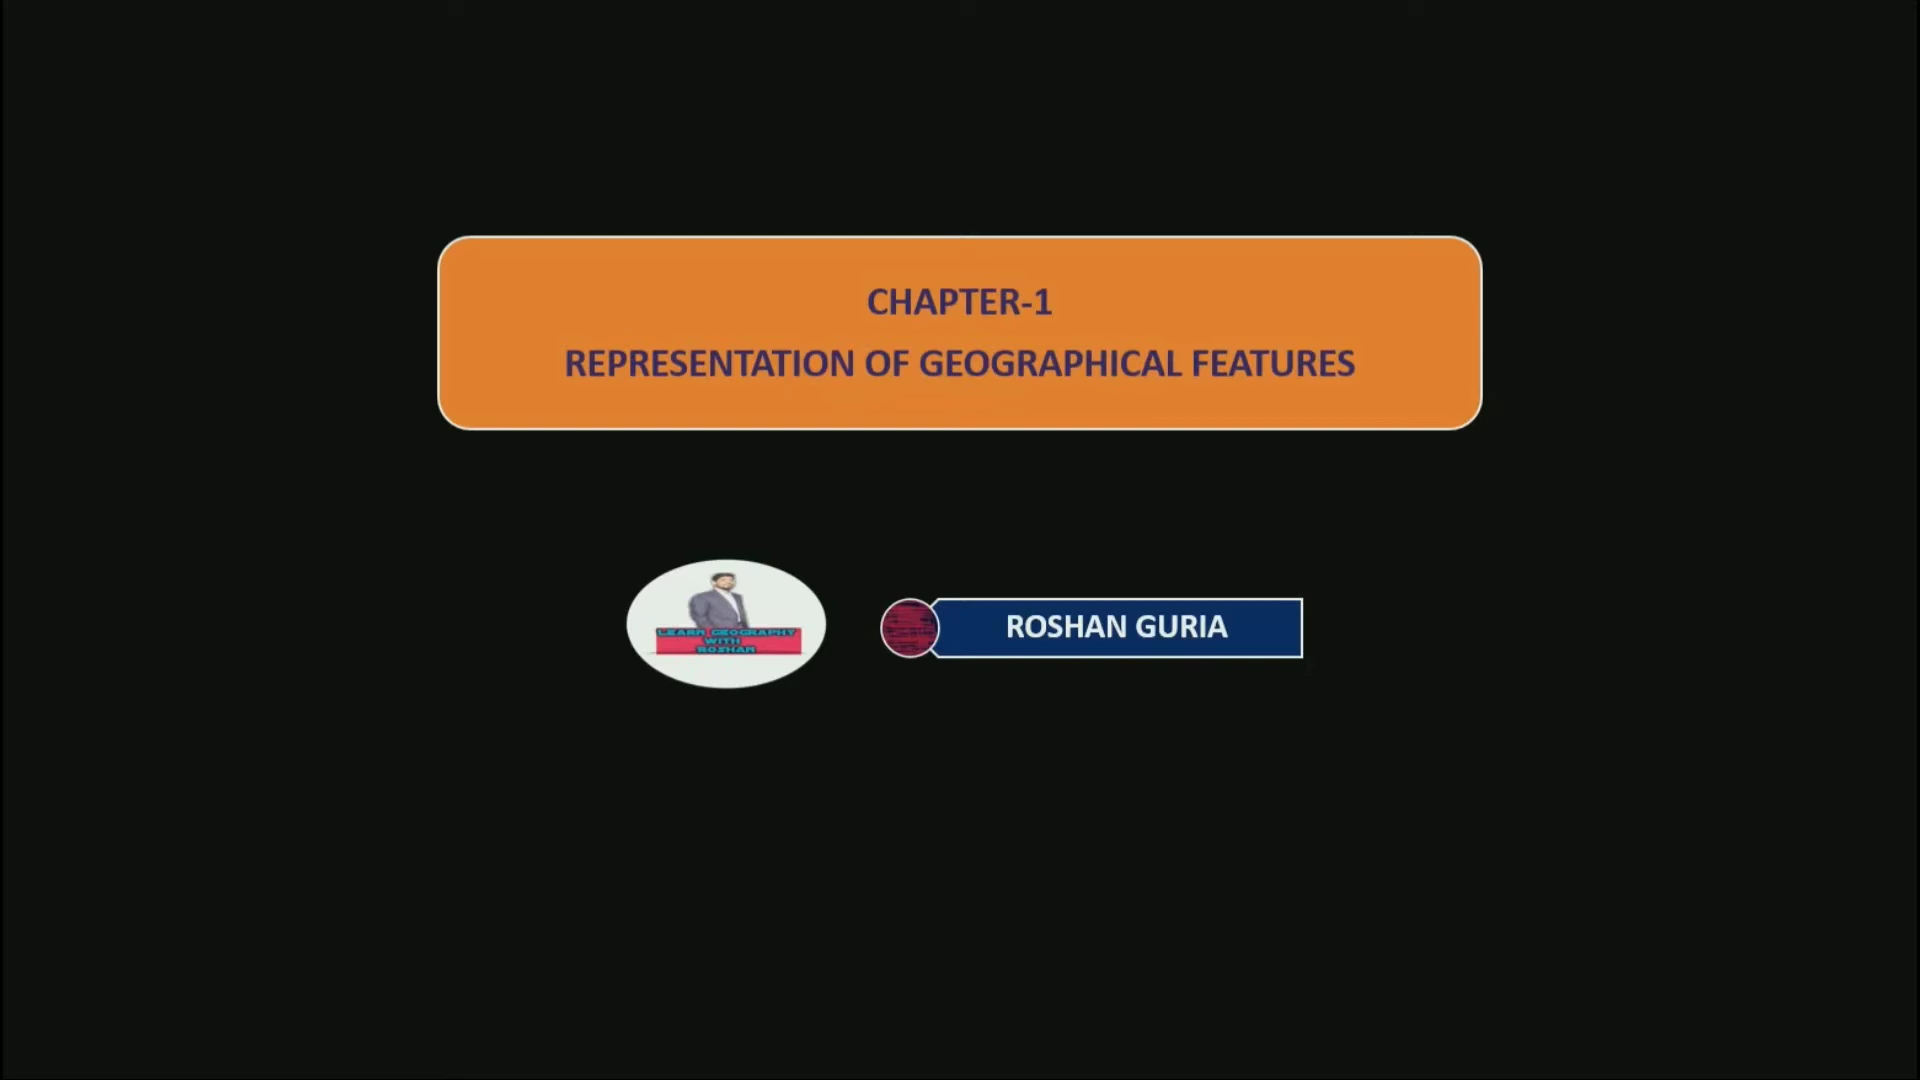 CHAPTER-1
REPRESENTATION OF GEOGRAPHICAL FEATURES
LEARN GEOGRAPHY
WITH
ROSHAN
ROSHAN GURIA